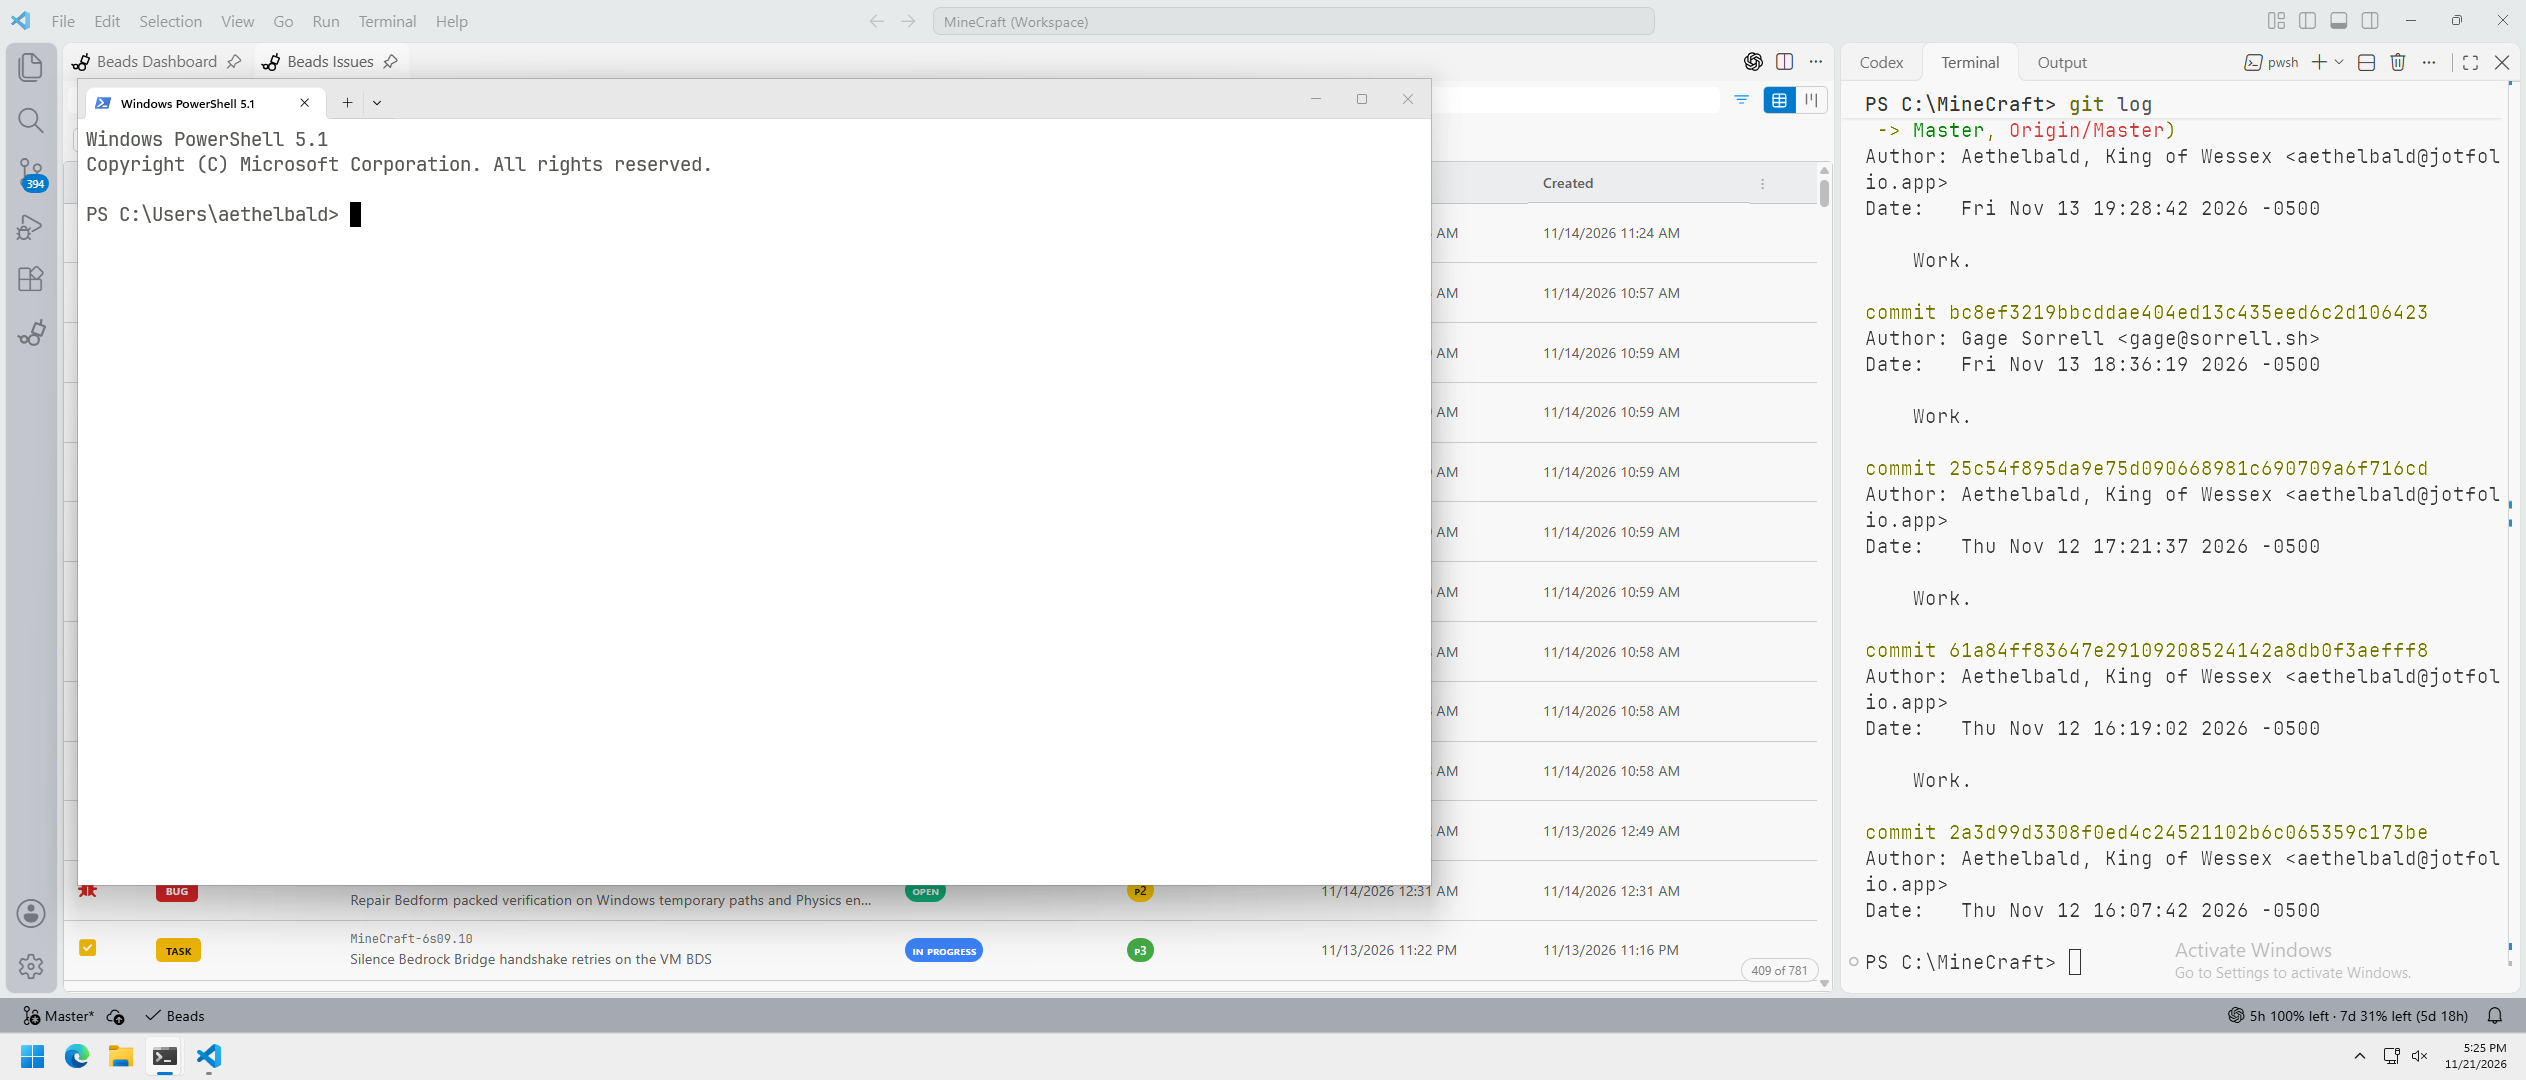 File Edit Selection View Go Run Terminal Help
MineCraft (Workspace)
394
Beads Dashboard
Beads Issues
Windows PowerShell 5.1
Windows PowerShell 5.1
Copyright (C) Microsoft Corporation. All rights reserved.
PS C:\Users\aethelbald>
Created
AM 11/14/2026 11:24 AM
AM 11/14/2026 10:57 AM
AM 11/14/2026 10:59 AM
AM 11/14/2026 10:59 AM
AM 11/14/2026 10:59 AM
AM 11/14/2026 10:59 AM
AM 11/14/2026 10:59 AM
AM 11/14/2026 10:58 AM
AM 11/14/2026 10:58 AM
AM 11/14/2026 10:58 AM
AM 11/13/2026 12:49 AM
BUG
Repair Bedform packed verification on Windows temporary paths and Physics en...
OPEN
P2
11/14/2026 12:31 AM
11/14/2026 12:31 AM
TASK
MineCraft-6s09.10
Silence Bedrock Bridge handshake retries on the VM BDS
IN PROGRESS
P3
11/13/2026 11:22 PM
11/13/2026 11:16 PM
409 of 781
Codex Terminal Output
pwsh
PS C:\MineCraft> git log
-> Master, Origin/Master)
Author: Aethelbald, King of Wessex <aethelbald@jotfol
io.app>
Date:   Fri Nov 13 19:28:42 2026 -0500
Work.
commit bc8ef3219bbcddae404ed13c435eed6c2d106423
Author: Gage Sorrell <gage@sorrell.sh>
Date:   Fri Nov 13 18:36:19 2026 -0500
Work.
commit 25c54f895da9e75d090668981c690709a6f716cd
Author: Aethelbald, King of Wessex <aethelbald@jotfol
io.app>
Date:   Thu Nov 12 17:21:37 2026 -0500
Work.
commit 61a84ff83647e29109208524142a8db0f3aefff8
Author: Aethelbald, King of Wessex <aethelbald@jotfol
io.app>
Date:   Thu Nov 12 16:19:02 2026 -0500
Work.
commit 2a3d99d3308f0ed4c24521102b6c065359c173be
Author: Aethelbald, King of Wessex <aethelbald@jotfol
io.app>
Date:   Thu Nov 12 16:07:42 2026 -0500
PS C:\MineCraft>
Activate Windows
Go to Settings to activate Windows.
Master*
Beads
5h 100% left · 7d 31% left (5d 18h)
5:25 PM
11/21/2026